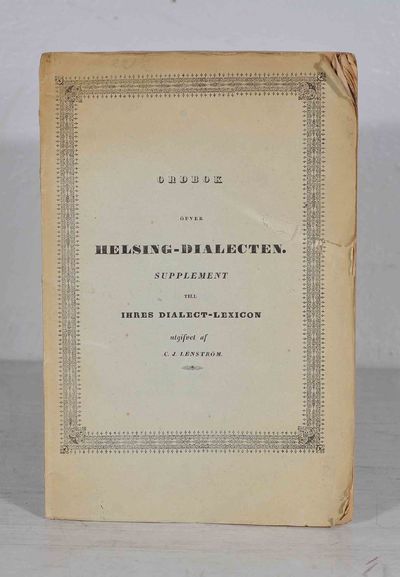 ORDBOK
ÖFVER
HELSING-DIALECTEN.
SUPPLEMENT
TILL
IHRES DIALECT-LEXICON
utgifvet af
C. J. LENSTRÖM.